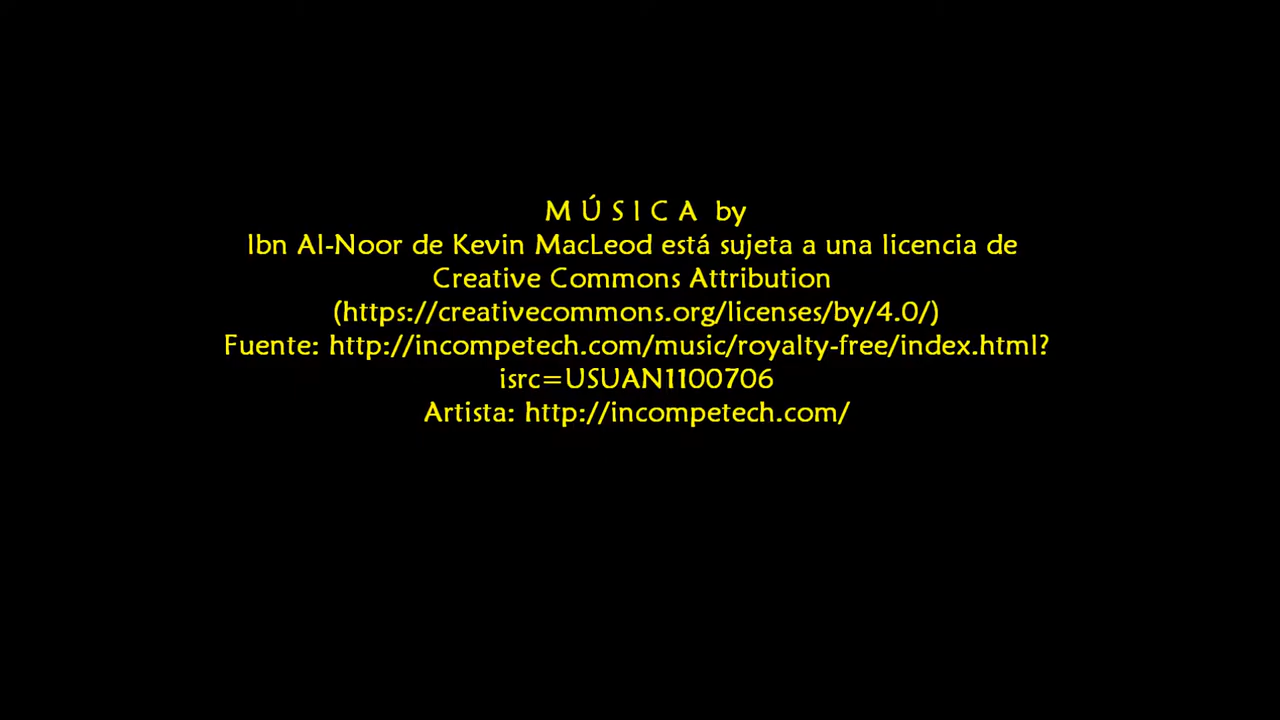 M Ú S I C A by
Ibn Al-Noor de Kevin MacLeod está sujeta a una licencia de
Creative Commons Attribution
(https://creativecommons.org/licenses/by/4.0/)
Fuente: http://incompetech.com/music/royalty-free/index.html?
isrc=USUAN1100706
Artista: http://incompetech.com/